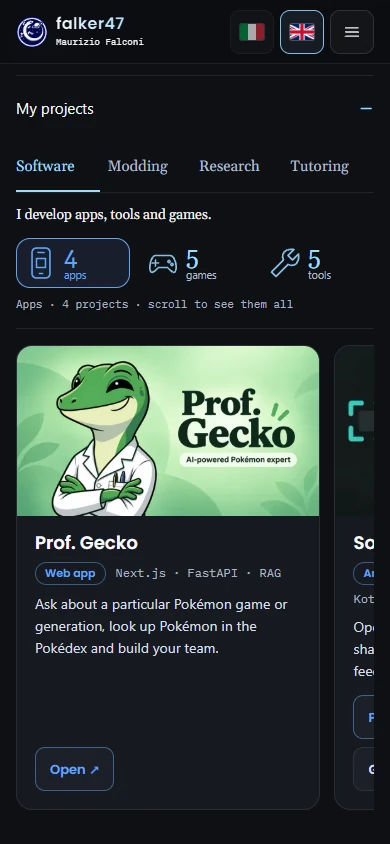 falker47
Maurizio Falconi
My projects
Software Modding Research Tutoring
I develop apps, tools and games.
4 apps
5 games
5 tools
Apps · 4 projects · scroll to see them all
Prof.
Gecko
AI-powered Pokémon expert
Prof. Gecko
Web app Next.js · FastAPI · RAG
Ask about a particular Pokémon game or
generation, look up Pokémon in the
Pokédex and build your team.
Open ↗
So
Kot